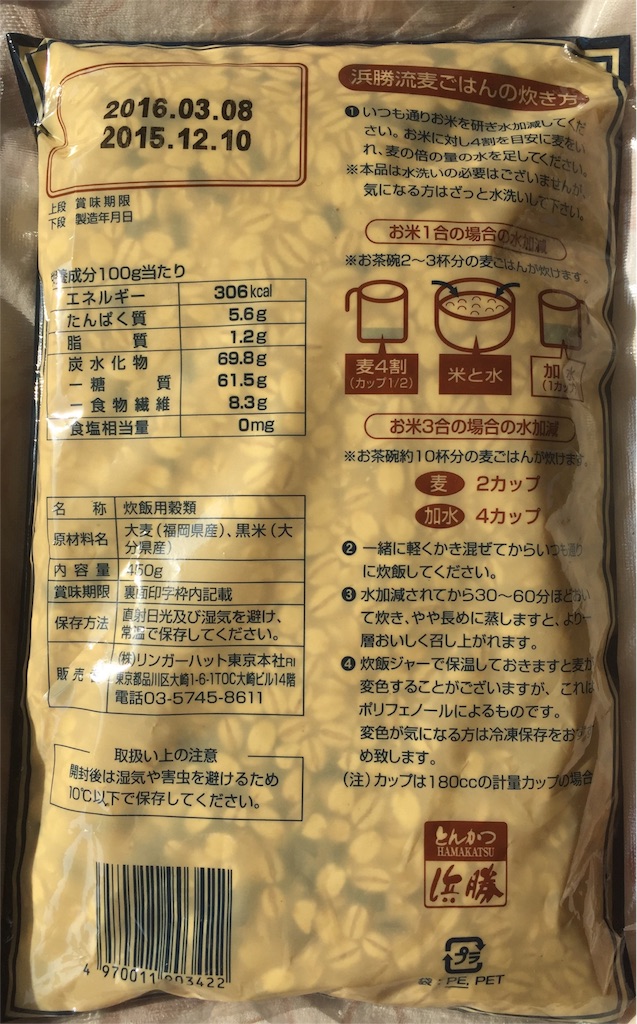 2016.03.08
2015.12.10
上段 賞味期限
下段 製造年月日
成分100g当たり
エネルギー 306kcal
たんぱく質 5.6g
脂 質 1.2g
炭水化物 69.8g
－糖 質 61.5g
－食物繊維 8.3g
食塩相当量 0mg
名 称 炊飯用穀類
原材料名 大麦(福岡県産)、黒米(大
分県産)
内容量 450g
賞味期限 裏面印字枠内記載
保存方法 直射日光及び湿気を避け、
常温で保存してください。
販売 ㈱リンガーハット東京本社RI
東京都品川区大崎1-6-1TOC大崎ビル14階
電話03-5745-8611
取扱い上の注意
開封後は湿気や害虫を避けるため
10℃以下で保存してください。
4 970011 903422
浜勝流麦ごはんの炊き方
❶いつも通りお米を研ぎ水加減してくだ
さい。お米に対し4割を目安に麦をい
れ、麦の倍の量の水を足してください。
※本品は水洗いの必要はございませんが、
気になる方はざっと水洗いして下さい。
お米1合の場合の水加減
※お茶碗2～3杯分の麦ごはんが炊けます。
麦4割
(カップ1/2)
米と水
加水
(1カップ)
お米3合の場合の水加減
※お茶碗約10杯分の麦ごはんが炊けます。
麦 2カップ
加水 4カップ
❷一緒に軽くかき混ぜてからいつも通り
に炊飯してください。
❸水加減されてから30～60分ほどおい
て炊き、やや長めに蒸しますと、より一
層おいしく召し上がれます。
❹炊飯ジャーで保温しておきますと麦が
変色することがございますが、これは
ポリフェノールによるものです。
変色が気になる方は冷凍保存をお
め致します。
(注)カップは180ccの計量カップの場合
とんかつ
HAMAKATSU
浜勝
プラ
袋:PE, PET